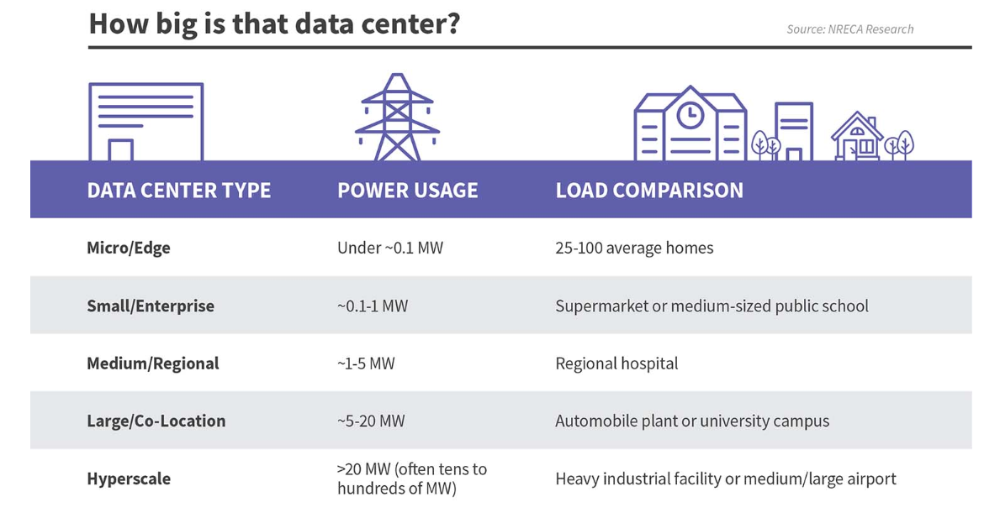 How big is that data center?
Source: NRECA Research
DATA CENTER TYPE POWER USAGE LOAD COMPARISON
Micro/Edge Under ~0.1 MW 25-100 average homes
Small/Enterprise ~0.1-1 MW Supermarket or medium-sized public school
Medium/Regional ~1-5 MW Regional hospital
Large/Co-Location ~5-20 MW Automobile plant or university campus
Hyperscale >20 MW (often tens to
hundreds of MW) Heavy industrial facility or medium/large airport